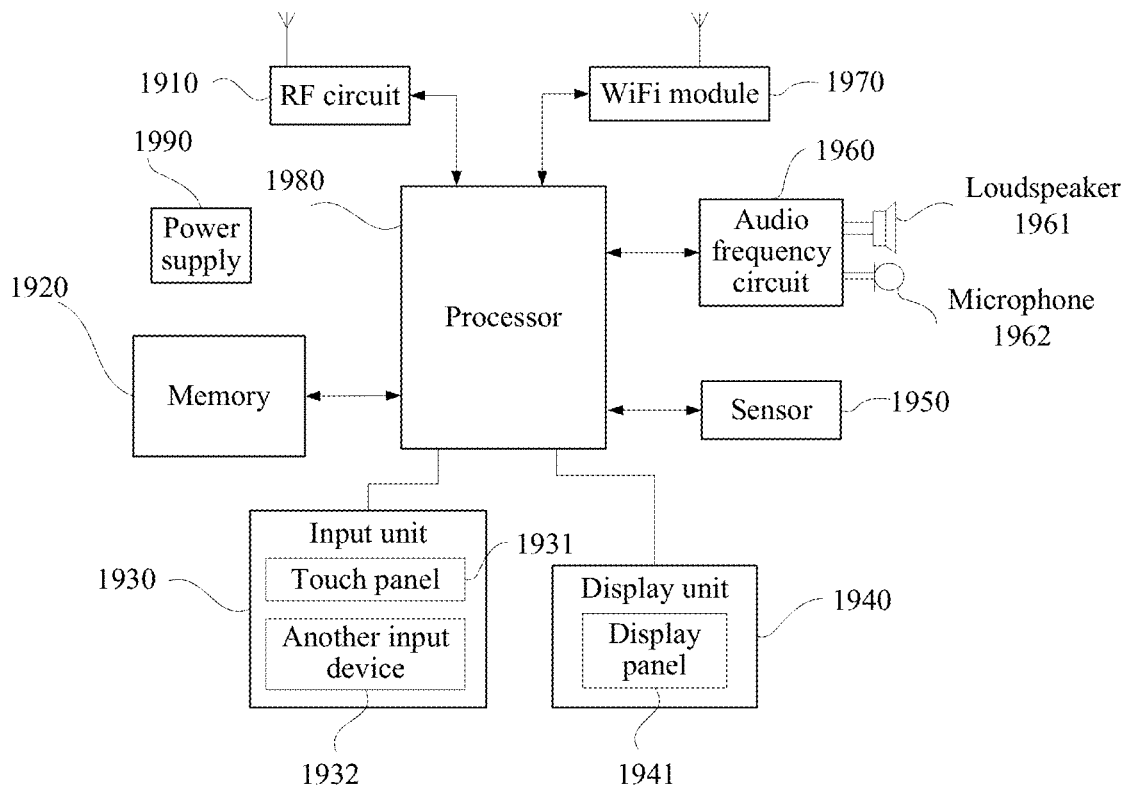 1910
RF circuit
WiFi module
1970
1990
1980
1960
Power
supply
Audio
frequency
circuit
Loudspeaker
1961
1920
Processor
Microphone
1962
Memory
Sensor
1950
Input unit
1931
1930
Touch panel
Another input
device
1932
Display unit
1940
Display
panel
1941